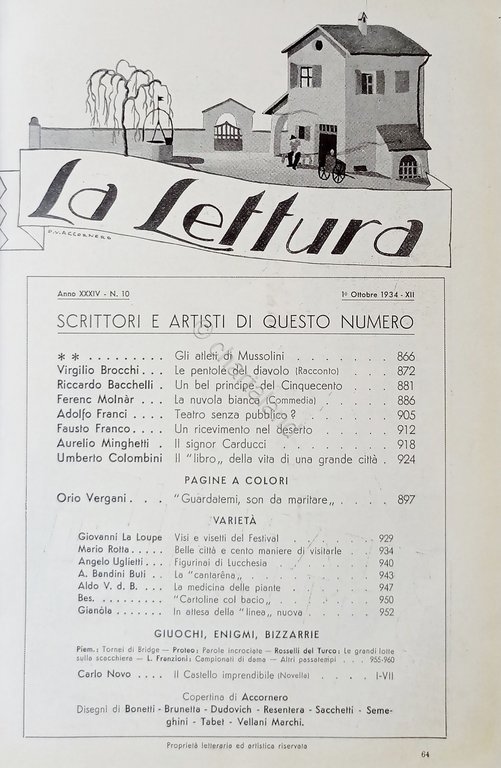 La Lettura
P. V. ACCORNERO
Anno XXXIV - N. 10 1º Ottobre 1934 - XII
SCRITTORI E ARTISTI DI QUESTO NUMERO
* * . . . . . . . . . Gli atleti di Mussolini . . . . . . . . 866
Virgilio Brocchi . . . Le pentole del diavolo (Racconto) . . . . 872
Riccardo Bacchelli . Un bel principe del Cinquecento . . . . 881
Ferenc Molnàr . . . La nuvola bianca (Commedia) . . . . . 886
Adolfo Franci . . . . Teatro senza pubblico ? . . . . . . . 905
Fausto Franco . . . . Un ricevimento nel deserto . . . . . . 912
Aurelio Minghetti . Il signor Carducci . . . . . . . . . 918
Umberto Colombini Il "libro„ della vita di una grande città . 924
PAGINE A COLORI
Orio Vergani . . . "Guardatemi, son da maritare„ . . . . . 897
VARIETÀ
Giovanni La Loupe Visi e visetti del Festival . . . . . . . 929
Mario Rotta . . . . . Belle città e cento maniere di visitarle . . 934
Angelo Uglietti . . . Figurinai di Lucchesia . . . . . . . . 940
A. Bandini Buti . . La "cantarèna„ . . . . . . . . . . 943
Aldo V. d. B. . . . . La medicina delle piante . . . . . . . 947
Bes. . . . . . . . . . "Cartoline col bacio„ . . . . . . . . 950
Gianòla . . . . . . . In attesa della "linea„ nuova . . . . . . 952
GIUOCHI, ENIGMI, BIZZARRIE
Piem.: Tornei di Bridge — Proteo: Parole incrociate — Rosselli del Turco: Le grandi lotte
sulla scacchiera — L. Franzioni: Campionati di dama — Altri passatempi . . . 955-960
Carlo Novo . . . . Il Castello imprendibile (Novella) . . . . I-VII
Copertina di Accornero
Disegni di Bonetti - Brunetta - Dudovich - Resentera - Sacchetti - Seme-
ghini - Tabet - Vellani Marchi.
Proprietà letteraria ed artistica riservata
64